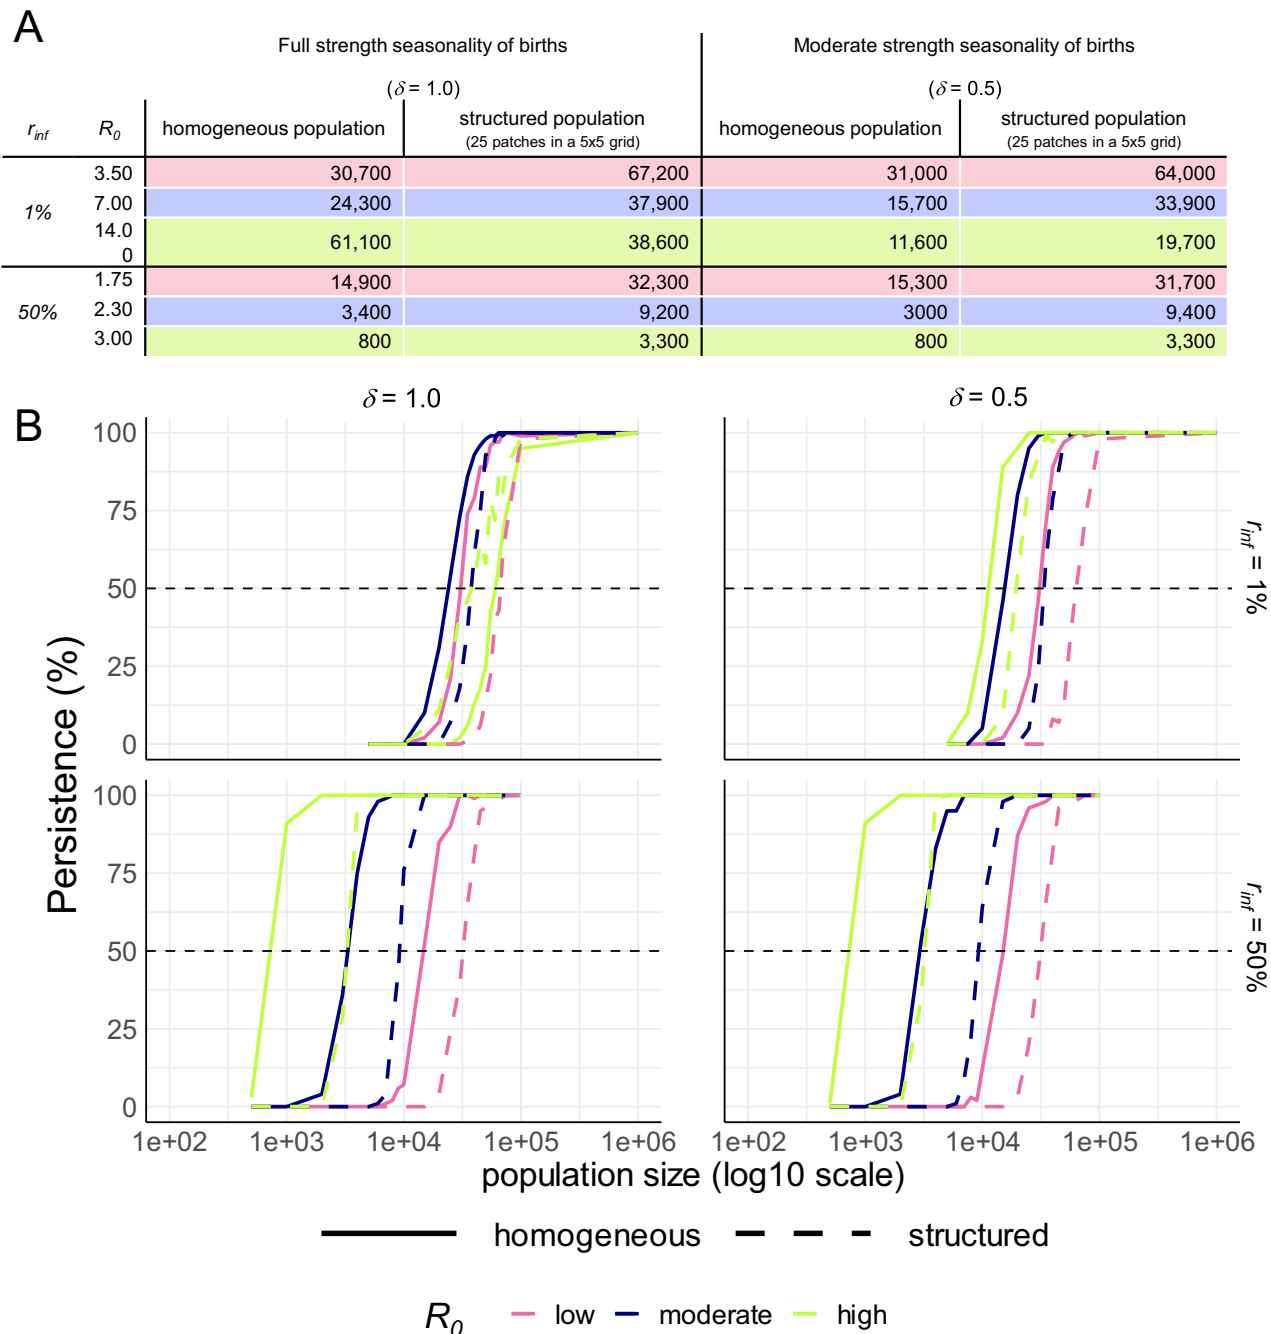 A
Full strength seasonality of births
Moderate strength seasonality of births
(δ = 1.0)
(δ = 0.5)
r_inf
R_0
homogeneous population
structured population
(25 patches in a 5x5 grid)
homogeneous population
structured population
(25 patches in a 5x5 grid)
1%
3.50 30,700 67,200 31,000 64,000
7.00 24,300 37,900 15,700 33,900
14.0
0
61,100 38,600 11,600 19,700
50%
1.75 14,900 32,300 15,300 31,700
2.30 3,400 9,200 3000 9,400
3.00 800 3,300 800 3,300
B
δ = 1.0
δ = 0.5
Persistence (%)
100
75
50
25
0
r_inf = 1%
100
75
50
25
0
r_inf = 50%
1e+02 1e+03 1e+04 1e+05 1e+06
1e+02 1e+03 1e+04 1e+05 1e+06
population size (log10 scale)
homogeneous structured
R_0 low moderate high